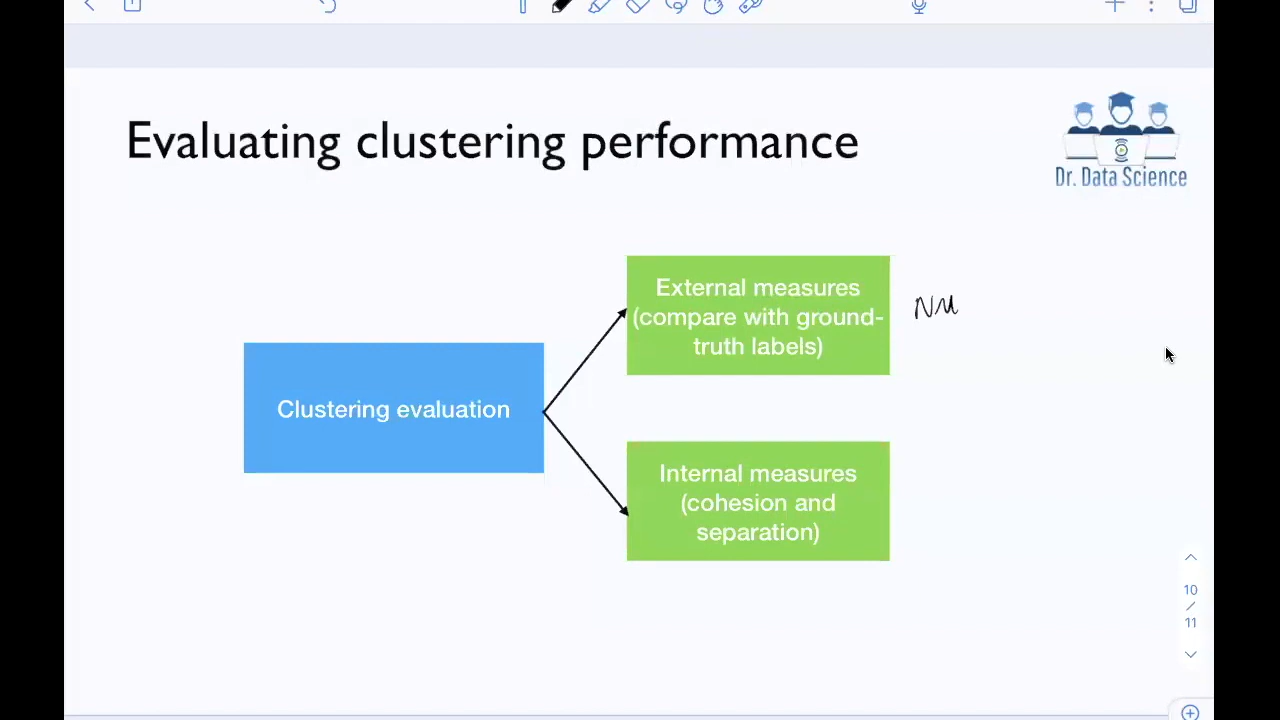 Evaluating clustering performance
Dr. Data Science
External measures
(compare with ground-
truth labels)
NM
Clustering evaluation
Internal measures
(cohesion and
separation)
10
/
11